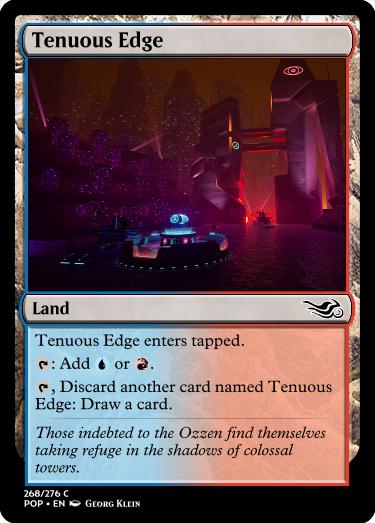 Tenuous Edge
Land
Tenuous Edge enters tapped.
: Add or .
, Discard another card named Tenuous
Edge: Draw a card.
Those indebted to the Ozzen find themselves
taking refuge in the shadows of colossal
towers.
268/276 C
POP • EN Georg Klein